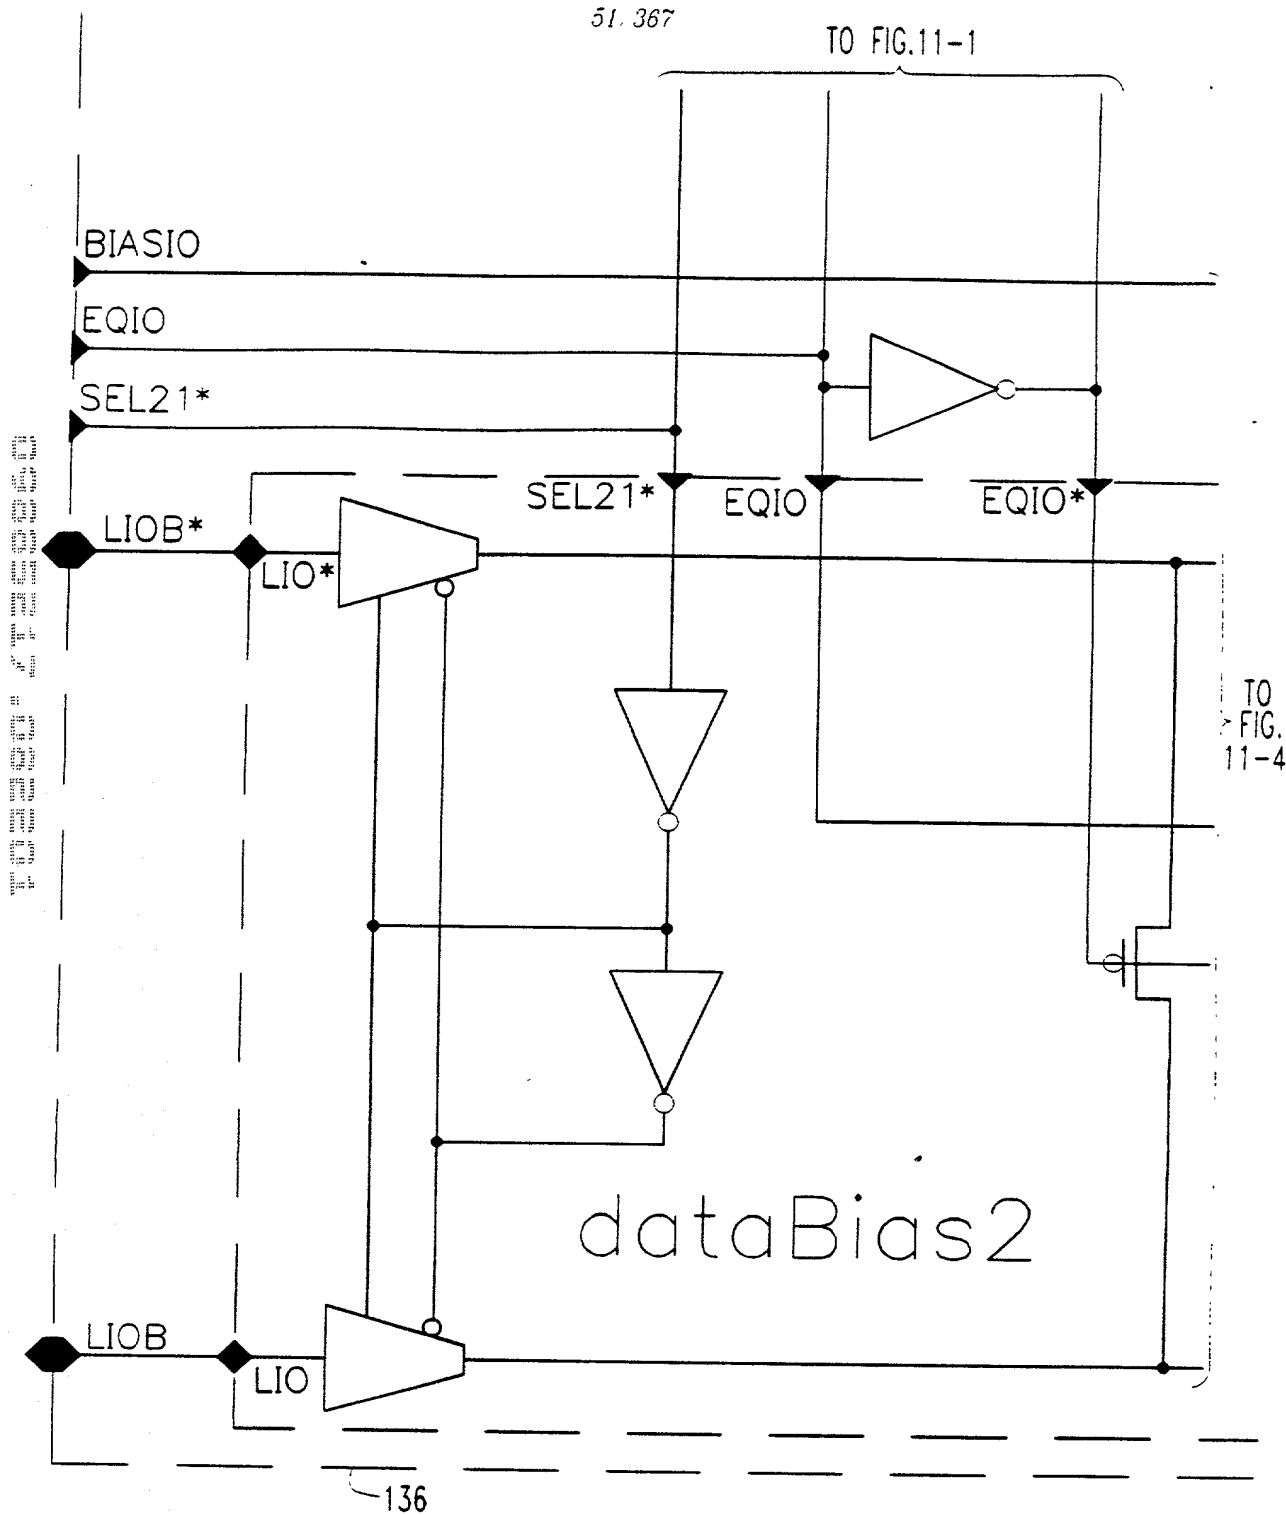 51,367
TO FIG.11-1
BIASIO
EQIO
SEL21*
SEL21*
EQIO
EQIO*
LIOB*
LIO*
TO
FIG.
11-4
dataBias2
LIOB
LIO
136